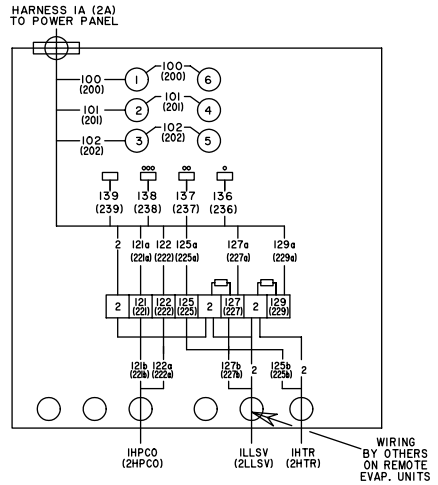 HARNESS 1A (2A)
TO POWER PANEL
100
(200)
1
100
(200)
6
101
(201)
2
101
(201)
4
102
(202)
3
102
(202)
5
139
(239)
138
(238)
137
(237)
136
(236)
2 121a 122 125a 127a 129a
(221a) (222) (225a) (227a) (229a)
2 121 122 125 2 127 2 129
(221) (222) (225) (227) (229)
121b 122a 127b 2 125b 2
(221b) (222a) (227b) (225b)
1HPCO
(2HPCO)
1LLSV
(2LLSV)
1HTR
(2HTR)
WIRING
BY OTHERS
ON REMOTE
EVAP. UNITS